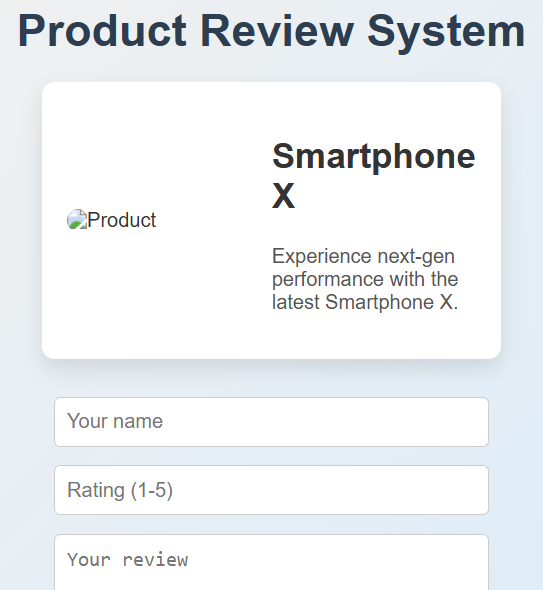 Product Review System
Product
Smartphone
X
Experience next-gen
performance with the
latest Smartphone X.
Your name
Rating (1-5)
Your review